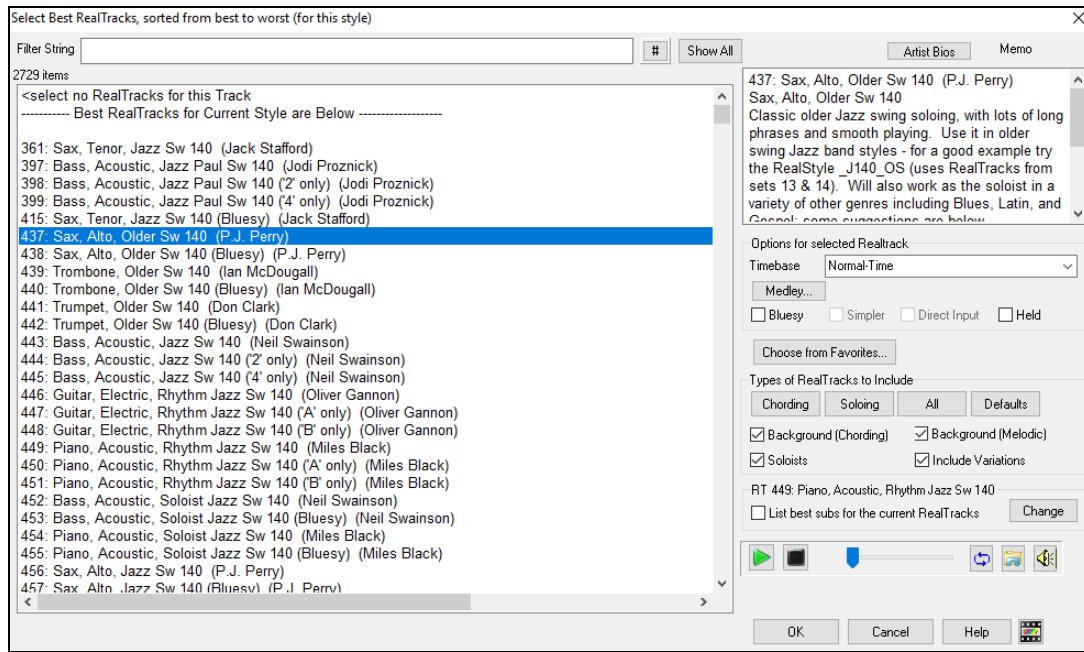 Select Best RealTracks, sorted from best to worst (for this style)
Filter String
#
Show All
Artist Bios
Memo
2729 items
<select no RealTracks for this Track
----------- Best RealTracks for Current Style are Below -------------------
361: Sax, Tenor, Jazz Sw 140 (Jack Stafford)
397: Bass, Acoustic, Jazz Paul Sw 140 (Jodi Proznick)
398: Bass, Acoustic, Jazz Paul Sw 140 ('2' only) (Jodi Proznick)
399: Bass, Acoustic, Jazz Paul Sw 140 ('4' only) (Jodi Proznick)
415: Sax, Tenor, Jazz Sw 140 (Bluesy) (Jack Stafford)
437: Sax, Alto, Older Sw 140 (P.J. Perry)
438: Sax, Alto, Older Sw 140 (Bluesy) (P.J. Perry)
439: Trombone, Older Sw 140 (Ian McDougall)
440: Trombone, Older Sw 140 (Bluesy) (Ian McDougall)
441: Trumpet, Older Sw 140 (Don Clark)
442: Trumpet, Older Sw 140 (Bluesy) (Don Clark)
443: Bass, Acoustic, Jazz Sw 140 (Neil Swainson)
444: Bass, Acoustic, Jazz Sw 140 ('2' only) (Neil Swainson)
445: Bass, Acoustic, Jazz Sw 140 ('4' only) (Neil Swainson)
446: Guitar, Electric, Rhythm Jazz Sw 140 (Oliver Gannon)
447: Guitar, Electric, Rhythm Jazz Sw 140 ('A' only) (Oliver Gannon)
448: Guitar, Electric, Rhythm Jazz Sw 140 ('B' only) (Oliver Gannon)
449: Piano, Acoustic, Rhythm Jazz Sw 140 (Miles Black)
450: Piano, Acoustic, Rhythm Jazz Sw 140 ('A' only) (Miles Black)
451: Piano, Acoustic, Rhythm Jazz Sw 140 ('B' only) (Miles Black)
452: Bass, Acoustic, Soloist Jazz Sw 140 (Neil Swainson)
453: Bass, Acoustic, Soloist Jazz Sw 140 (Bluesy) (Neil Swainson)
454: Piano, Acoustic, Soloist Jazz Sw 140 (Miles Black)
455: Piano, Acoustic, Soloist Jazz Sw 140 (Bluesy) (Miles Black)
456: Sax, Alto, Jazz Sw 140 (P.J. Perry)
457: Sax, Alto, Jazz Sw 140 (Bluesy) (P.J. Perry)
437: Sax, Alto, Older Sw 140 (P.J. Perry)
Sax, Alto, Older Sw 140
Classic older Jazz swing soloing, with lots of long
phrases and smooth playing. Use it in older
swing Jazz band styles - for a good example try
the RealStyle _J140_OS (uses RealTracks from
sets 13 & 14). Will also work as the soloist in a
variety of other genres including Blues, Latin, and
Gospel; some suggestions are below
Options for selected Realtrack
Timebase
Normal-Time
Medley...
Bluesy
Simpler
Direct Input
Held
Choose from Favorites...
Types of RealTracks to Include
Chording
Soloing
All
Defaults
Background (Chording)
Background (Melodic)
Soloists
Include Variations
RT 449: Piano, Acoustic, Rhythm Jazz Sw 140
List best subs for the current RealTracks
Change
OK
Cancel
Help